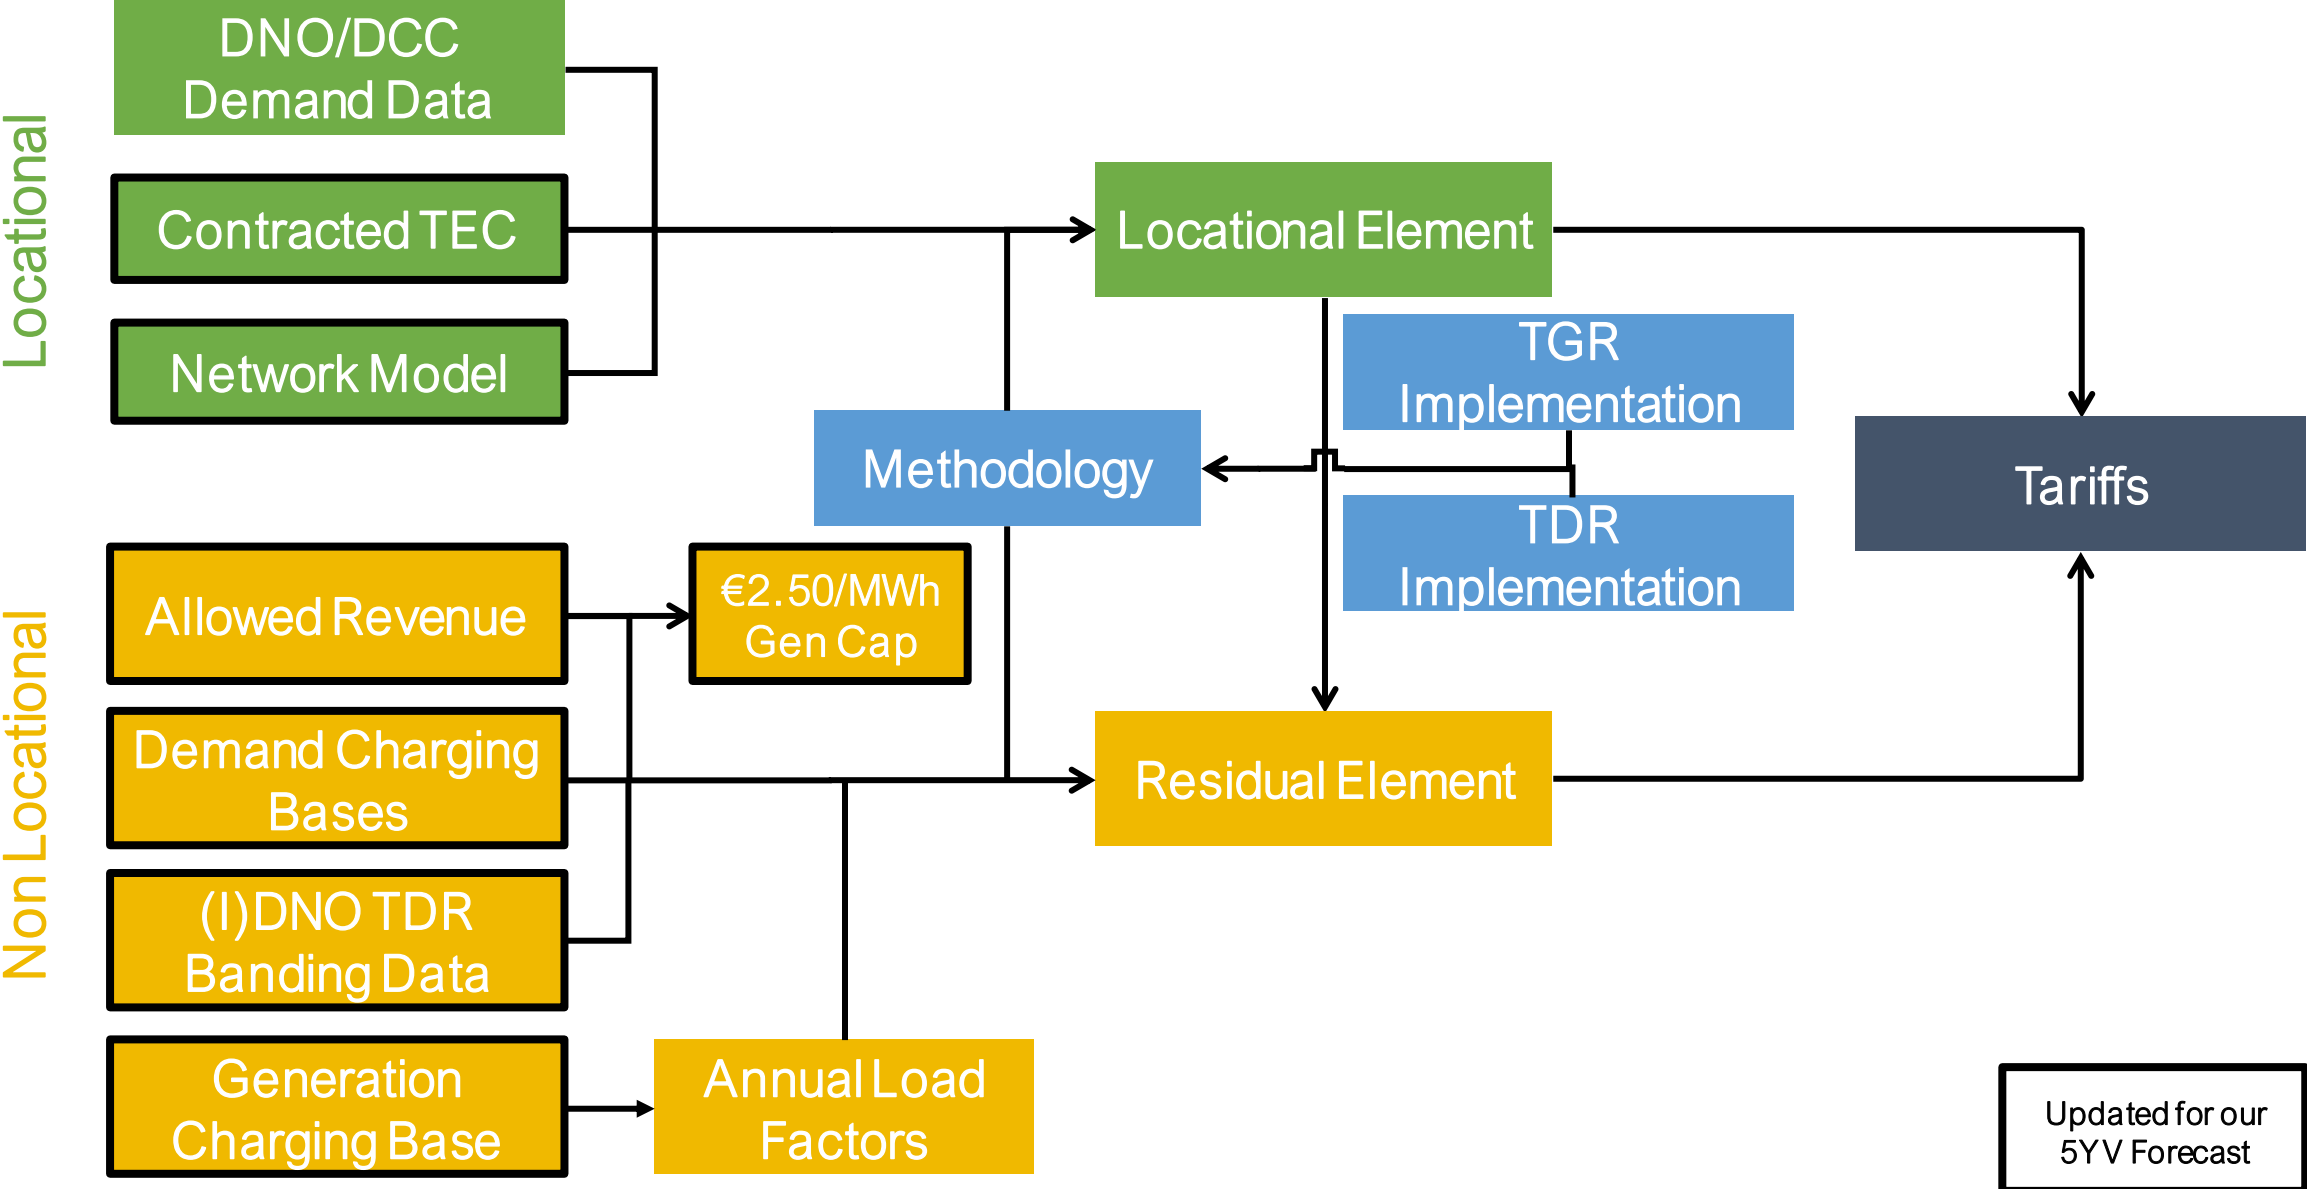 Locational
DNO/DCC
Demand Data
Contracted TEC
Network Model
Locational Element
TGR
Implementation
Methodology
TDR
Implementation
Tariffs
Non Locational
Allowed Revenue
€2.50/MWh
Gen Cap
Demand Charging
Bases
Residual Element
(I)DNO TDR
Banding Data
Generation
Charging Base
Annual Load
Factors
Updated for our
5YV Forecast